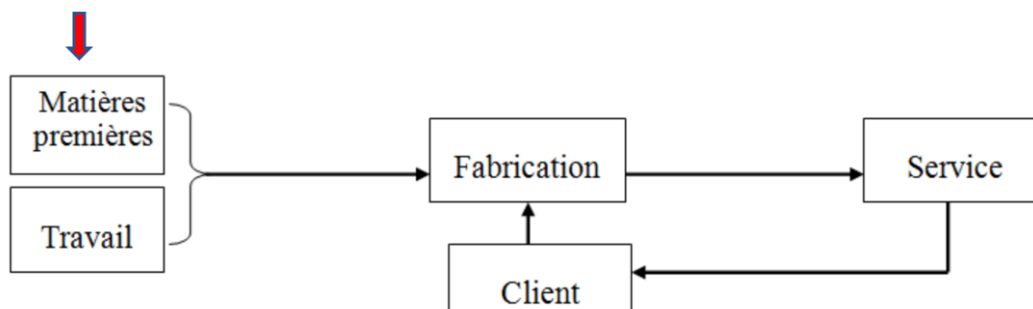 Matières
premières
Travail
Fabrication
Service
Client